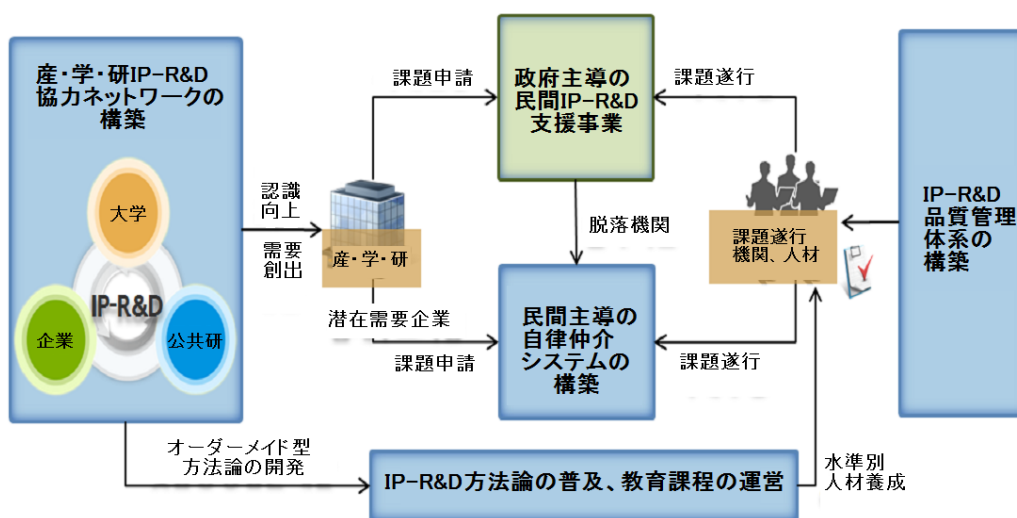 産・学・研IP-R&D
協力ネットワークの
構築
大学
IP-R&D
企業
公共研
認識
向上
需要
創出
産・学・研
課題申請
潜在需要企業
課題申請
政府主導の
民間IP-R&D
支援事業
脱落機関
民間主導の
自律仲介
システムの
構築
課題遂行
課題遂行
機関、人材
課題遂行
IP-R&D
品質管理
体系の
構築
オーダーメイド型
方法論の開発
IP-R&D方法論の普及、教育課程の運営
水準別
人材養成